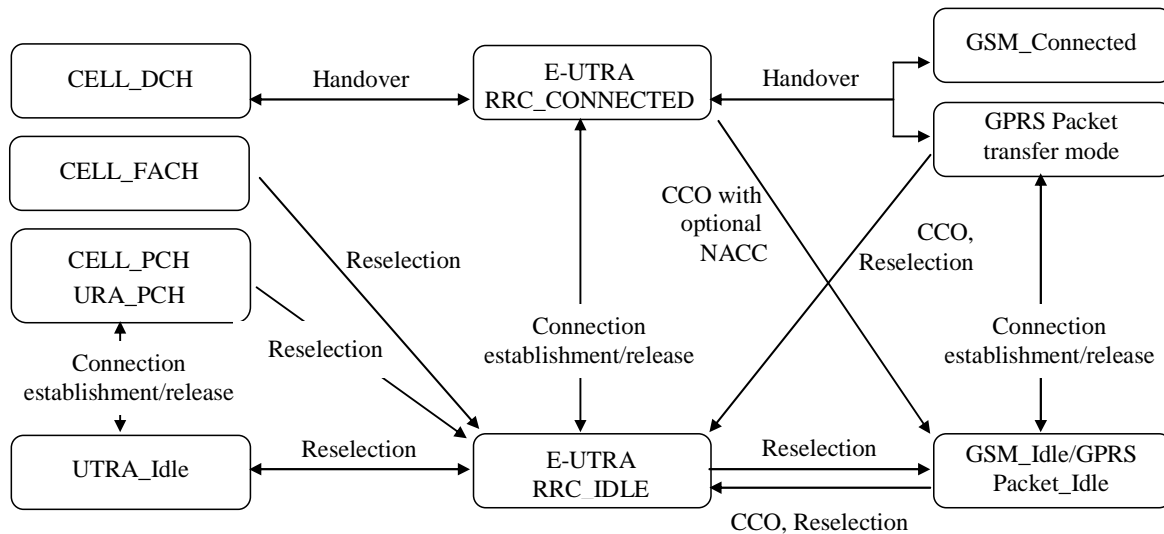 GSM_Connected
CELL_DCH
Handover
E-UTRA
RRC_CONNECTED
Handover
GPRS Packet
transfer mode
CELL_FACH
CCO with
optional
NACC
CCO,
Reselection
CELL_PCH
URA_PCH
Reselection
Reselection
Connection
establishment/release
Connection
establishment/release
Connection
establishment/release
UTRA_Idle
Reselection
E-UTRA
RRC_IDLE
Reselection
GSM_Idle/GPRS
Packet_Idle
CCO, Reselection